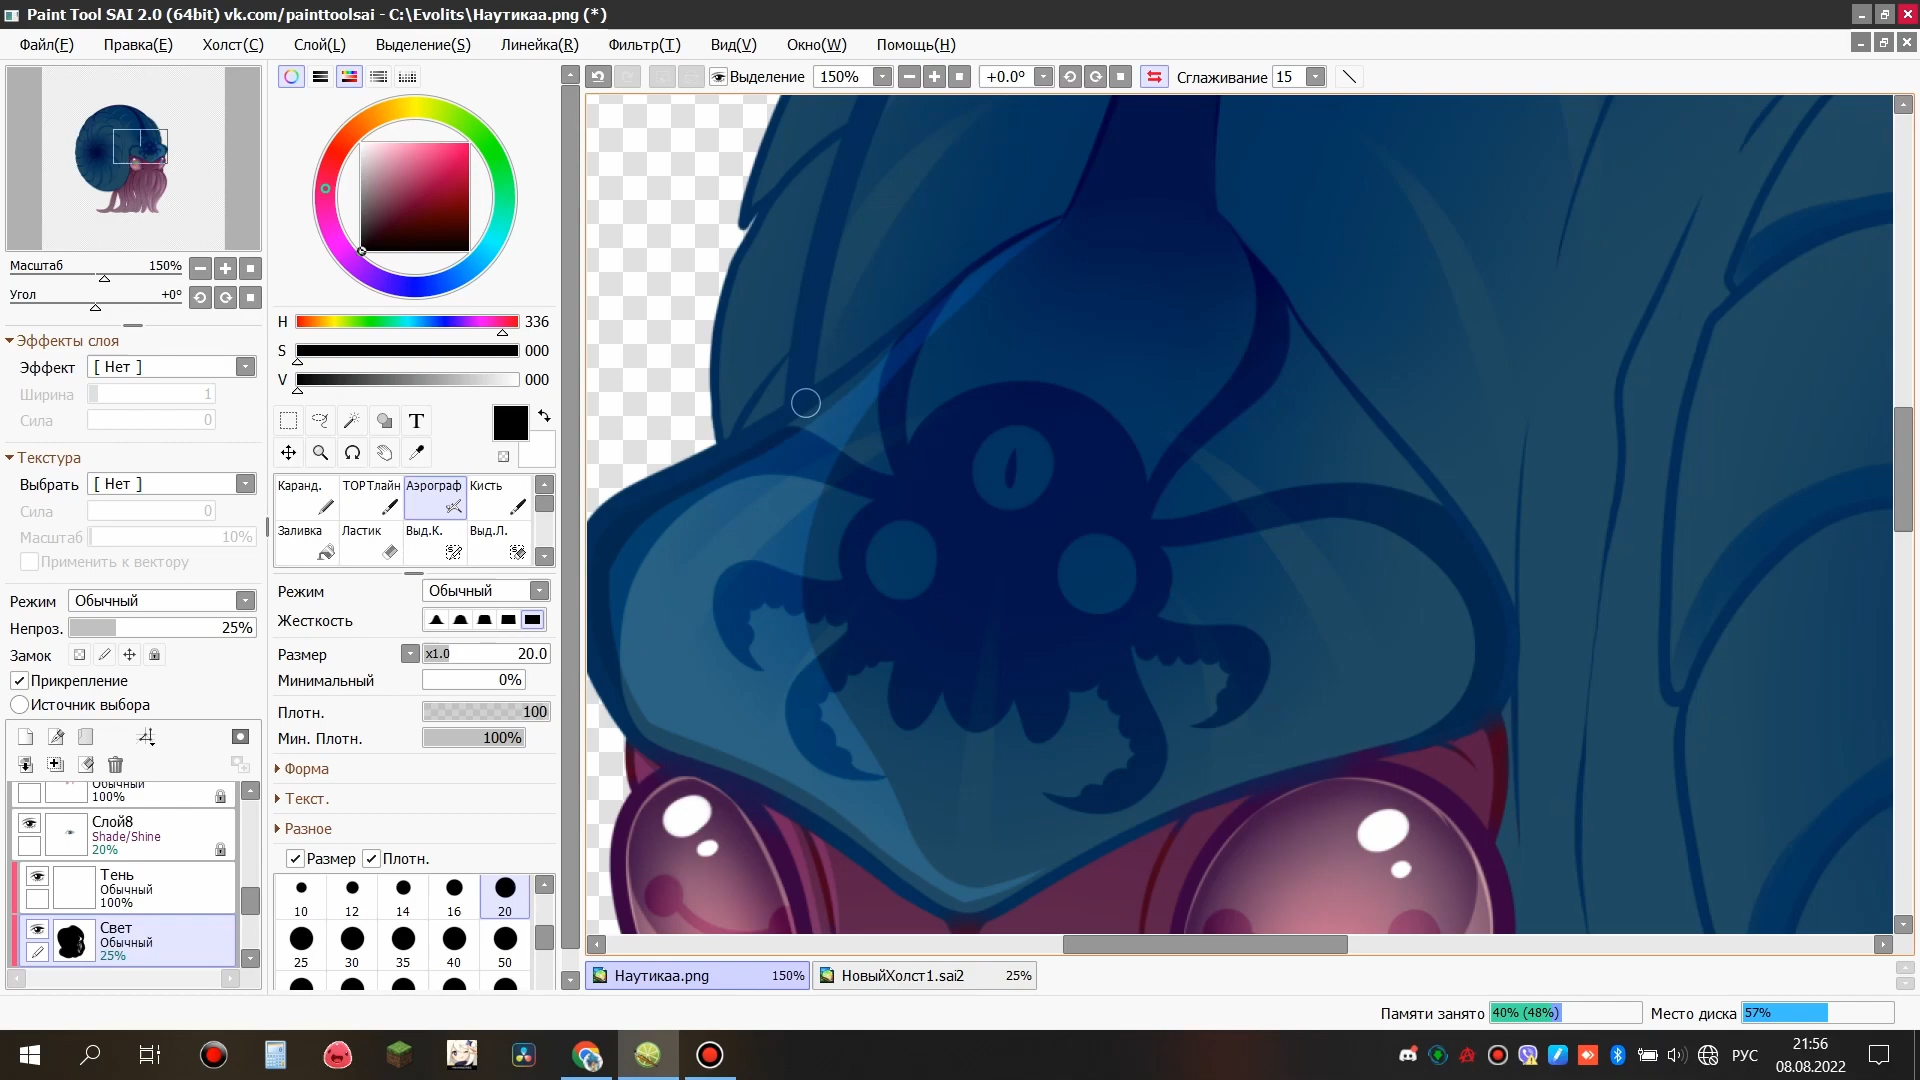 Paint Tool SAI 2.0 (64bit) vk.com/painttoolsai - C:\Evolits\Наутикаа.png (*)
Файл(F) Правка(E) Холст(C) Слой(L) Выделение(S) Линейка(R) Фильтр(T) Вид(V) Окно(W) Помощь(H)
Выделение 150% +0.0° Сглаживание 15
Масштаб 150%
Угол +0°
Эффекты слоя
Эффект [ Нет ]
Ширина 1
Сила 0
Текстура
Выбрать [ Нет ]
Сила 0
Масштаб 10%
Применить к вектору
Режим Обычный
Непроз. 25%
Замок
Прикрепление
Источник выбора
Обычный
100%
Слой8
Shade/Shine
20%
Тень
Обычный
100%
Свет
Обычный
25%
H 336
S 000
V 000
T
Каранд. TOPТлайн Аэрограф Кисть
Заливка Ластик Выд.К. Выд.Л.
Режим Обычный
Жесткость
Размер x1.0 20.0
Минимальный 0%
Плотн. 100
Мин. Плотн. 100%
Форма
Текст.
Разное
Размер Плотн.
10 12 14 16 20
25 30 35 40 50
Наутикаа.png 150% НовыйХолст1.sai2 25%
Памяти занято 40% (48%) Место диска 57%
РУС
21:56
08.08.2022